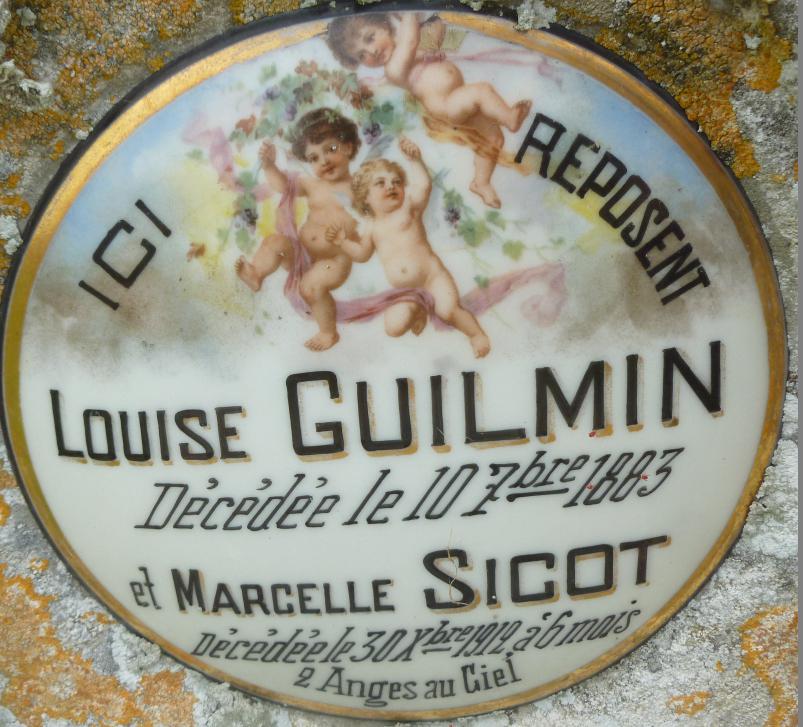 ICI REPOSENT
LOUISE GUILMIN
Décédée le 10 7bre 1883
et MARCELLE SICOT
Décédée le 30 Xbre 1912 à 6 mois
2 Anges au Ciel